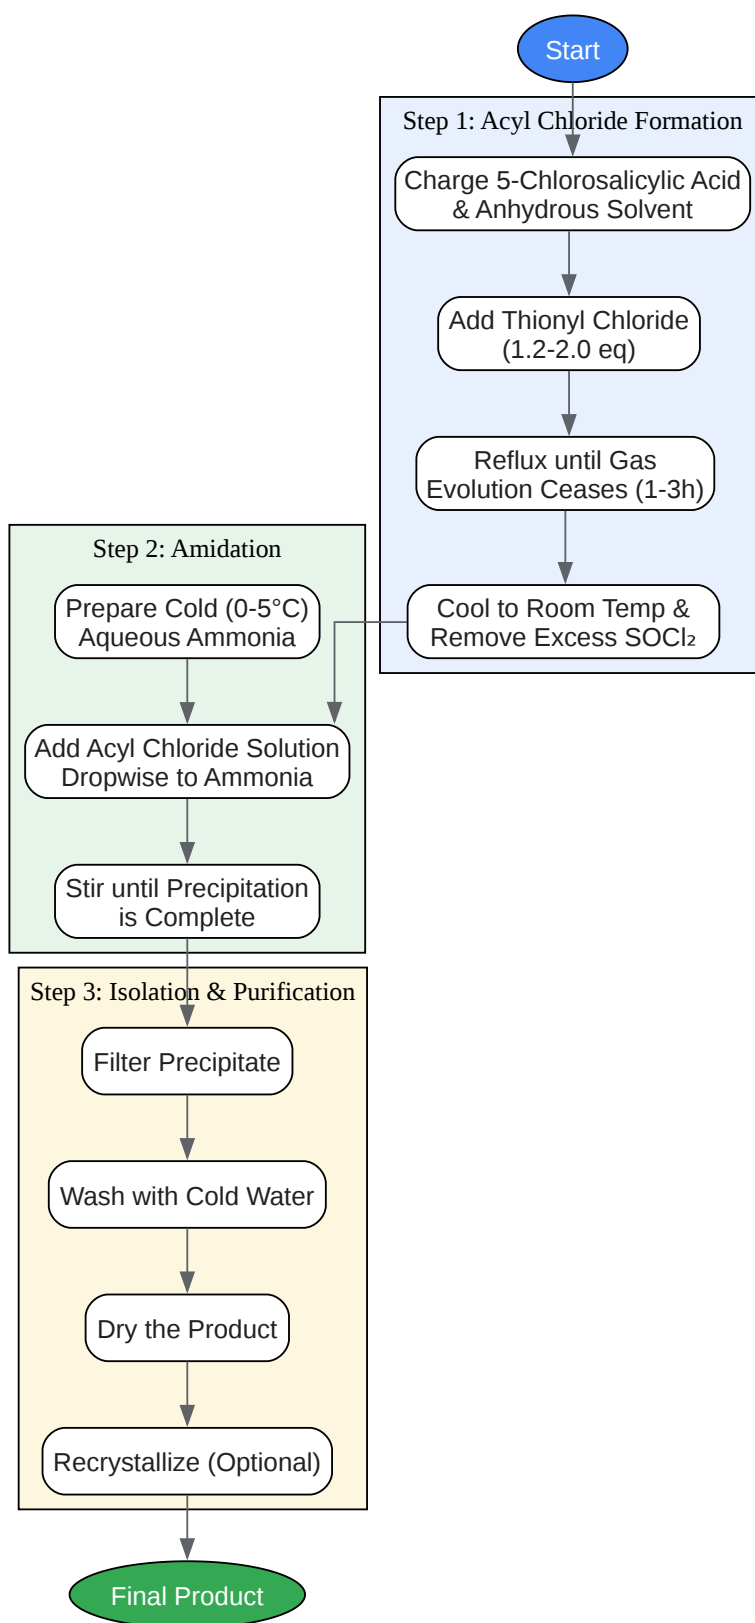 Start
Step 1: Acyl Chloride Formation
Charge 5-Chlorosalicylic Acid
& Anhydrous Solvent
Add Thionyl Chloride
(1.2-2.0 eq)
Reflux until Gas
Evolution Ceases (1-3h)
Cool to Room Temp &
Remove Excess SOCl₂
Step 2: Amidation
Prepare Cold (0-5°C)
Aqueous Ammonia
Add Acyl Chloride Solution
Dropwise to Ammonia
Stir until Precipitation
is Complete
Step 3: Isolation & Purification
Filter Precipitate
Wash with Cold Water
Dry the Product
Recrystallize (Optional)
Final Product